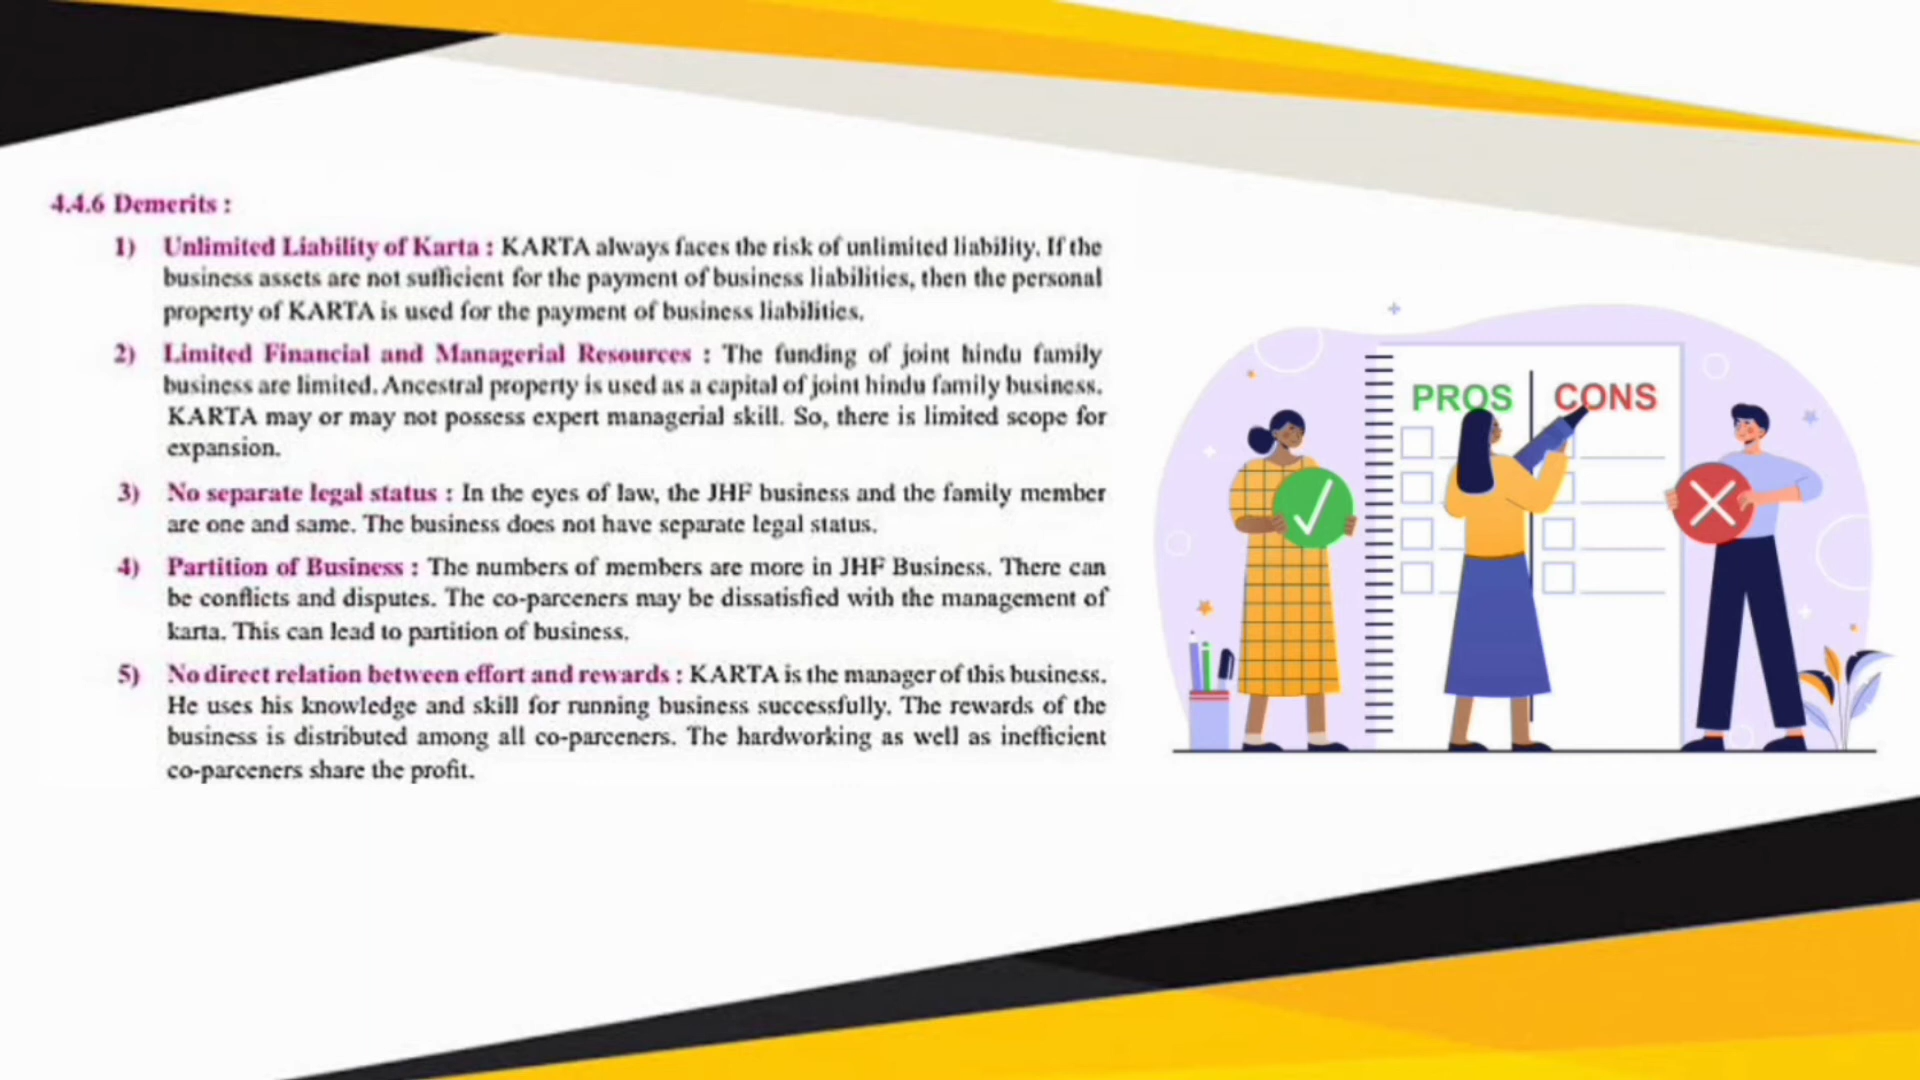 4.4.6 Demerits :
1) Unlimited Liability of Karta : KARTA always faces the risk of unlimited liability. If the
business assets are not sufficient for the payment of business liabilities, then the personal
property of KARTA is used for the payment of business liabilities.
2) Limited Financial and Managerial Resources : The funding of joint hindu family
business are limited. Ancestral property is used as a capital of joint hindu family business.
KARTA may or may not possess expert managerial skill. So, there is limited scope for
expansion.
3) No separate legal status : In the eyes of law, the JHF business and the family member
are one and same. The business does not have separate legal status.
4) Partition of Business : The numbers of members are more in JHF Business. There can
be conflicts and disputes. The co-parceners may be dissatisfied with the management of
karta. This can lead to partition of business.
5) No direct relation between effort and rewards : KARTA is the manager of this business.
He uses his knowledge and skill for running business successfully. The rewards of the
business is distributed among all co-parceners. The hardworking as well as inefficient
co-parceners share the profit.
PROS CONS